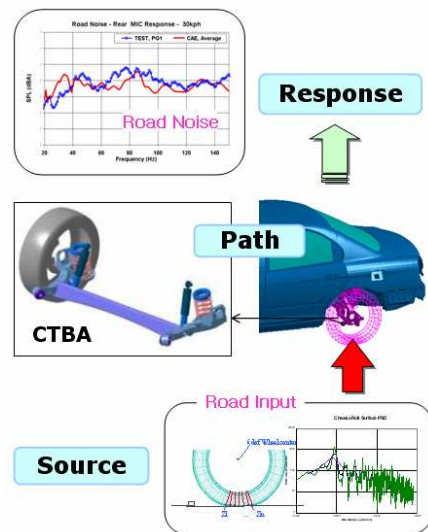 Road Noise - Rear MIC Response - 30kph
TEST, PG1
CAE, Average
SPL (dBA)
Road Noise
20 40 60 80 100 120 140
Frequency (Hz)
Response
Path
CTBA
Road Input
Source